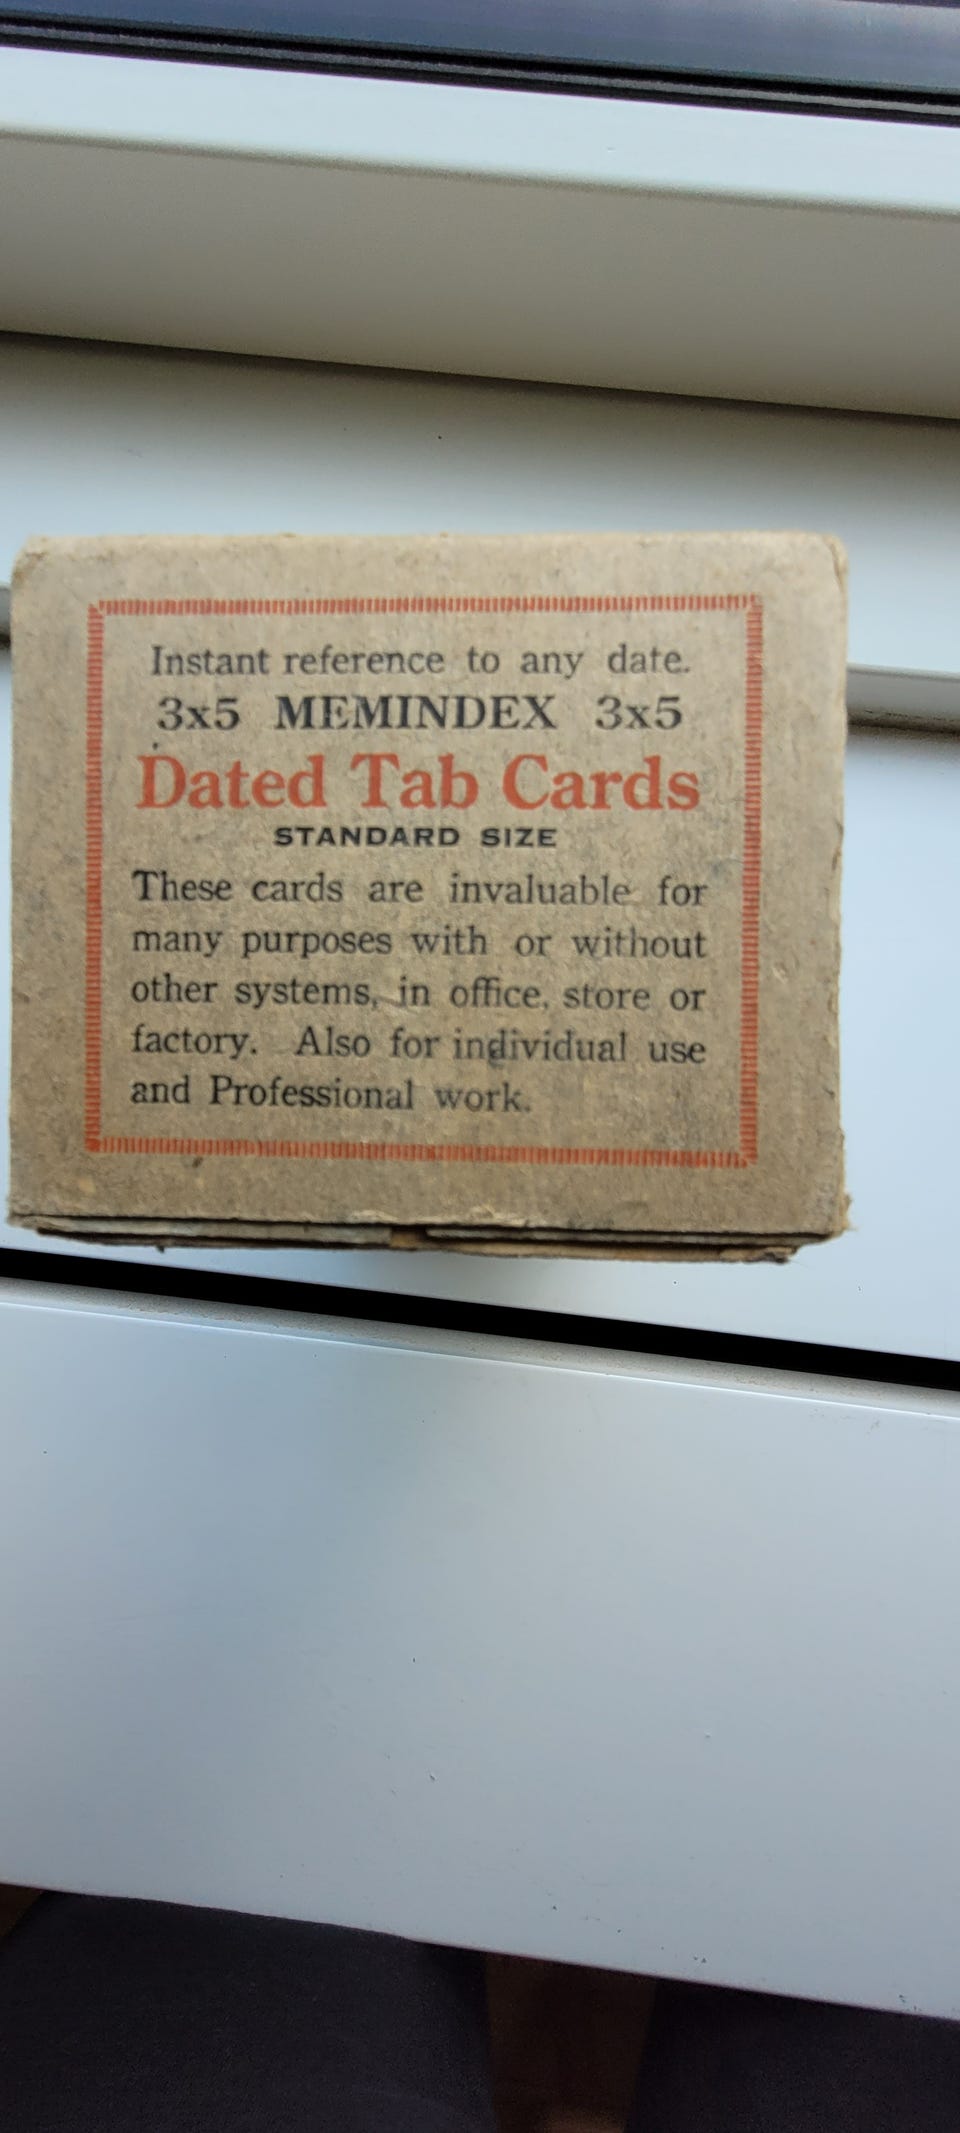 Instant reference to any date.
3x5 MEMINDEX 3x5
Dated Tab Cards
STANDARD SIZE
These cards are invaluable for
many purposes with or without
other systems, in office, store or
factory. Also for individual use
and Professional work.